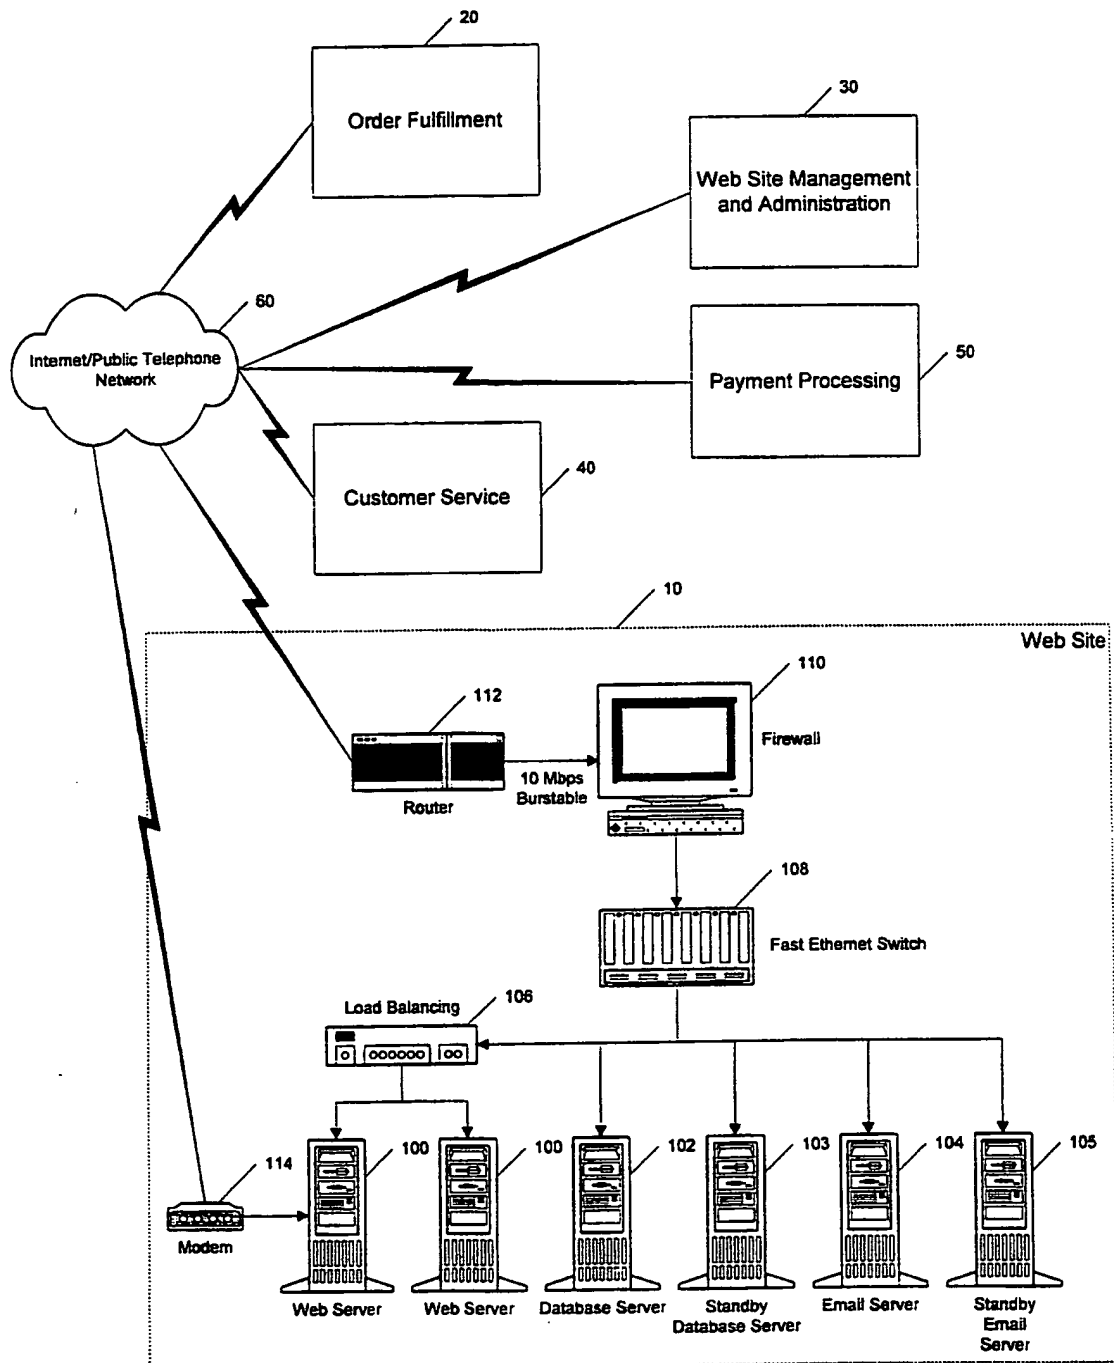 20
Order Fulfillment
30
Web Site Management
and Administration
60
Internet/Public Telephone
Network
50
Payment Processing
40
Customer Service
10
Web Site
110
112
Firewall
10 Mbps
Burstable
Router
108
Fast Ethernet Switch
106
Load Balancing
100
100
102
103
104
105
114
Modem
Web Server
Web Server
Database Server
Standby
Database Server
Email Server
Standby
Email
Server